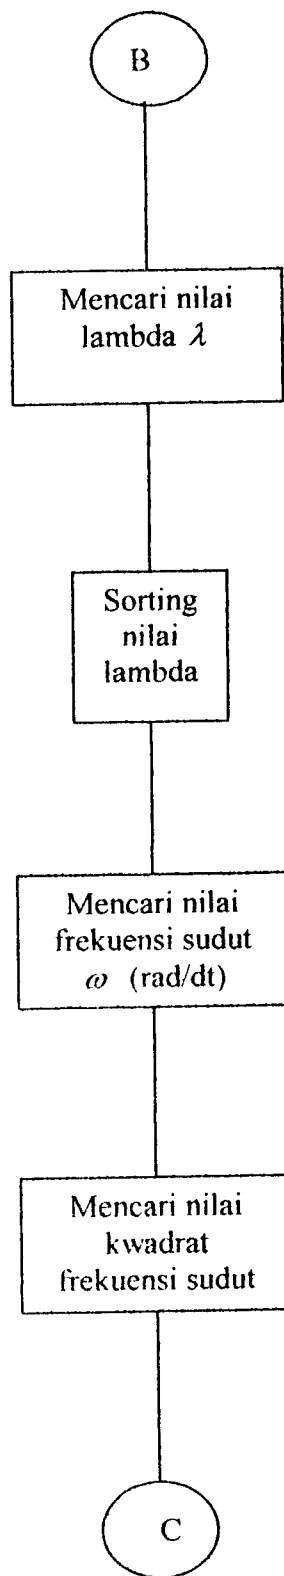 B
Mencari nilai
lambda λ
Sorting
nilai
lambda
Mencari nilai
frekuensi sudut
ω (rad/dt)
Mencari nilai
kwadrat
frekuensi sudut
C